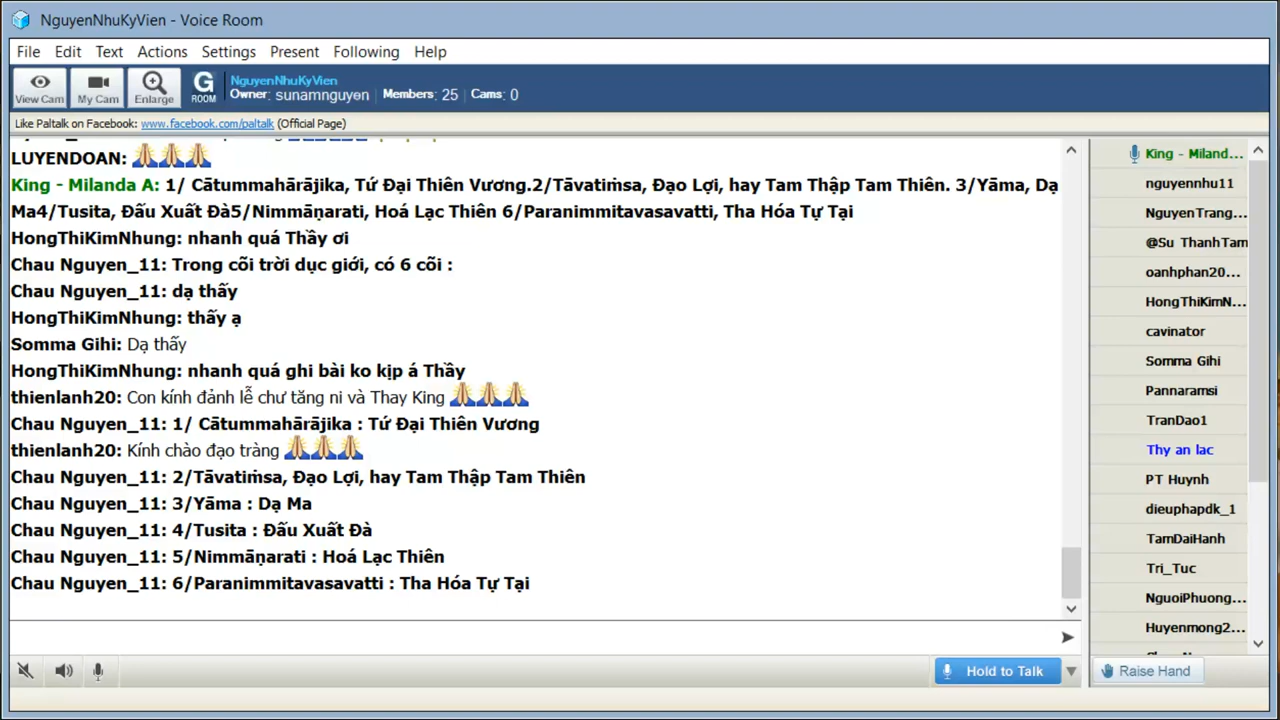 NguyenNhuKyVien - Voice Room
File Edit Text Actions Settings Present Following Help
View Cam My Cam Enlarge G ROOM
NguyenNhuKyVien
Owner: sunamnguyen Members: 25 Cams: 0
Like Paltalk on Facebook: www.facebook.com/paltalk (Official Page)
LUYENDOAN:
King - Milanda A: 1/ Cātummahārājika, Tứ Đại Thiên Vương.2/Tāvatiṁsa, Đạo Lợi, hay Tam Thập Tam Thiên. 3/Yāma, Dạ
Ma4/Tusita, Đấu Xuất Đà5/Nimmāṇarati, Hoá Lạc Thiên 6/Paranimmitavasavatti, Tha Hóa Tự Tại
HongThiKimNhung: nhanh quá Thầy ơi
Chau Nguyen_11: Trong cõi trời dục giới, có 6 cõi :
Chau Nguyen_11: dạ thấy
HongThiKimNhung: thấy ạ
Somma Gihi: Dạ thấy
HongThiKimNhung: nhanh quá ghi bài ko kịp á Thầy
thienlanh20: Con kính đảnh lễ chư tăng ni và Thay King
Chau Nguyen_11: 1/ Cātummahārājika : Tứ Đại Thiên Vương
thienlanh20: Kính chào đạo tràng
Chau Nguyen_11: 2/Tāvatiṁsa, Đạo Lợi, hay Tam Thập Tam Thiên
Chau Nguyen_11: 3/Yāma : Dạ Ma
Chau Nguyen_11: 4/Tusita : Đấu Xuất Đà
Chau Nguyen_11: 5/Nimmāṇarati : Hoá Lạc Thiên
Chau Nguyen_11: 6/Paranimmitavasavatti : Tha Hóa Tự Tại
King - Miland...
nguyennhu11
NguyenTrang...
@Su ThanhTam
oanhphan20...
HongThiKimN...
cavinator
Somma Gihi
Pannaramsi
TranDao1
Thy an lac
PT Huynh
dieuphapdk_1
TamDaiHanh
Tri_Tuc
NguoiPhuong...
Huyenmong2...
Hold to Talk
Raise Hand